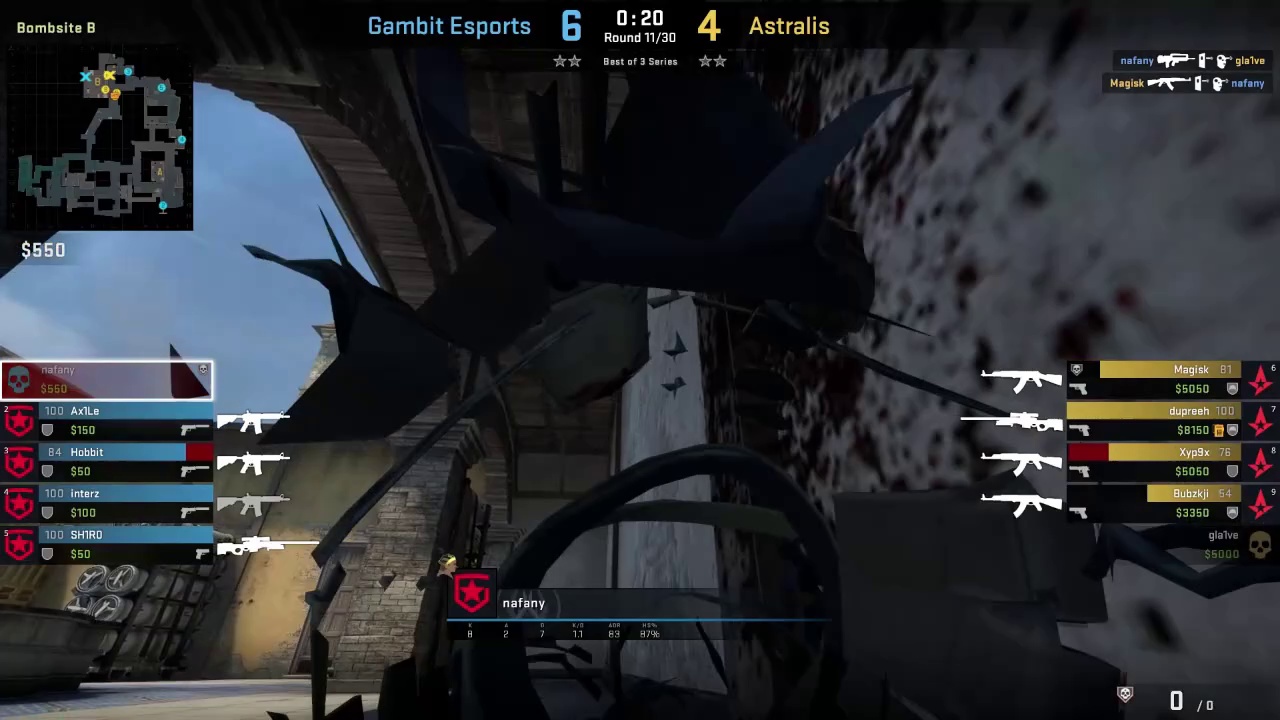 Bombsite B
Gambit Esports 6 0:20 4 Astralis
Round 11/30
Best of 3 Series
nafany gla1ve
Magisk nafany
B
A
$550
nafany
$550
2 100 Ax1Le
$150
3 84 Hobbit
$50
4 100 interz
$100
5 100 SH1R0
$50
Magisk 81 6
$5050
dupreeh 100 7
$8150
Xyp9x 76 8
$5050
Bubzkji 54 9
$3350
gla1ve
$5000
nafany
K A D K/D ADR HS%
8 2 7 1.1 83 87%
0 / 0